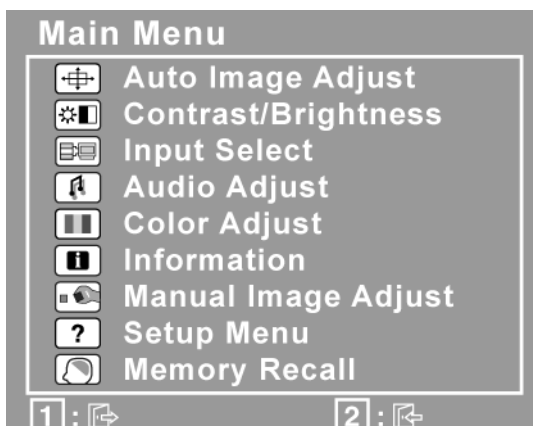 Main Menu
Auto Image Adjust
Contrast/Brightness
Input Select
Audio Adjust
Color Adjust
i Information
Manual Image Adjust
? Setup Menu
Memory Recall
1 : 2 :